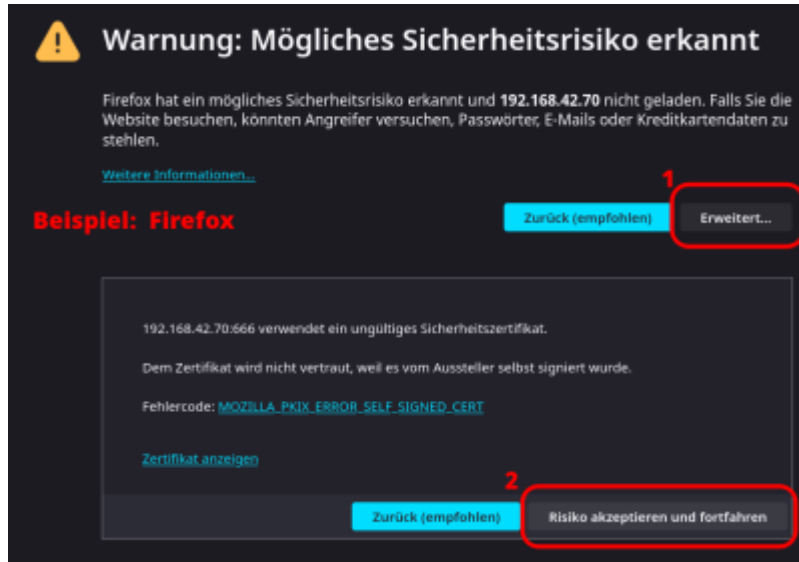 Warnung: Mögliches Sicherheitsrisiko erkannt
Firefox hat ein mögliches Sicherheitsrisiko erkannt und 192.168.42.70 nicht geladen. Falls Sie die
Website besuchen, könnten Angreifer versuchen, Passwörter, E-Mails oder Kreditkartendaten zu
stehlen.
Weitere Informationen...
1
Beispiel: Firefox
Zurück (empfohlen)
Erweitert...
192.168.42.70:666 verwendet ein ungültiges Sicherheitszertifikat.
Dem Zertifikat wird nicht vertraut, weil es vom Aussteller selbst signiert wurde.
Fehlercode: MOZILLA_PKIX_ERROR_SELF_SIGNED_CERT
Zertifikat anzeigen
2
Zurück (empfohlen)
Risiko akzeptieren und fortfahren